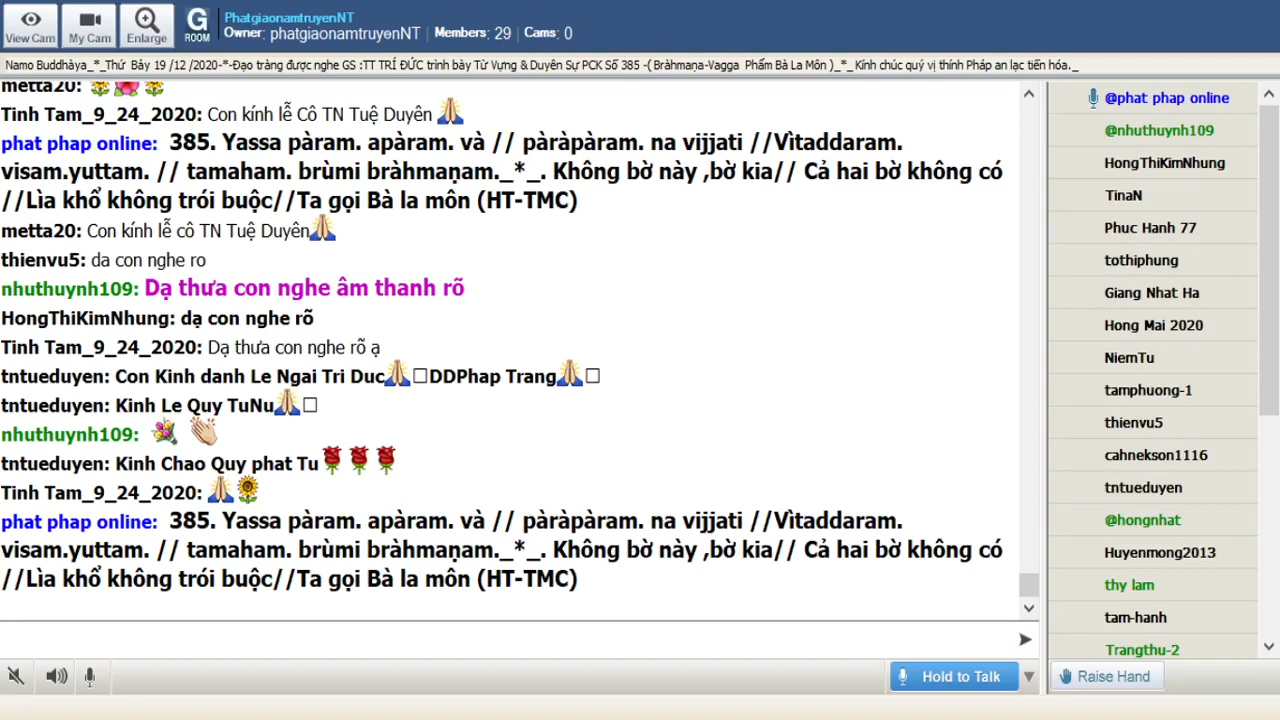 View Cam
My Cam
Enlarge
G
ROOM
PhatgiaonamtruyenNT
Owner: phatgiaonamtruyenNT | Members: 29 | Cams: 0
Namo Buddhàya_*_Thứ Bảy 19 /12 /2020-*-Đạo tràng được nghe GS :TT TRÍ ĐỨC trình bày Từ Vựng & Duyên Sự PCK Số 385 -( Bràhmaṇa-Vagga Phẩm Bà La Môn )_*_ Kính chúc quý vị thính Pháp an lạc tiến hóa._
metta20:
Tinh Tam_9_24_2020: Con kính lễ Cô TN Tuệ Duyên
phat phap online: 385. Yassa pàram. apàram. và // pàràpàram. na vijjati //Vìtaddaram.
visam.yuttam. // tamaham. brùmi bràhmaṇam._*_. Không bờ này ,bờ kia// Cả hai bờ không có
//Lìa khổ không trói buộc//Ta gọi Bà la môn (HT-TMC)
metta20: Con kính lễ cô TN Tuệ Duyên
thienvu5: da con nghe ro
nhuthuynh109: Dạ thưa con nghe âm thanh rõ
HongThiKimNhung: dạ con nghe rõ
Tinh Tam_9_24_2020: Dạ thưa con nghe rõ ạ
tntueduyen: Con Kinh danh Le Ngai Tri Duc DDPhap Trang
tntueduyen: Kinh Le Quy TuNu
nhuthuynh109:
tntueduyen: Kinh Chao Quy phat Tu
Tinh Tam_9_24_2020:
phat phap online: 385. Yassa pàram. apàram. và // pàràpàram. na vijjati //Vìtaddaram.
visam.yuttam. // tamaham. brùmi bràhmaṇam._*_. Không bờ này ,bờ kia// Cả hai bờ không có
//Lìa khổ không trói buộc//Ta gọi Bà la môn (HT-TMC)
@phat phap online
@nhuthuynh109
HongThiKimNhung
TinaN
Phuc Hanh 77
tothiphung
Giang Nhat Ha
Hong Mai 2020
NiemTu
tamphuong-1
thienvu5
cahnekson1116
tntueduyen
@hongnhat
Huyenmong2013
thy lam
tam-hanh
Trangthu-2
Hold to Talk
Raise Hand